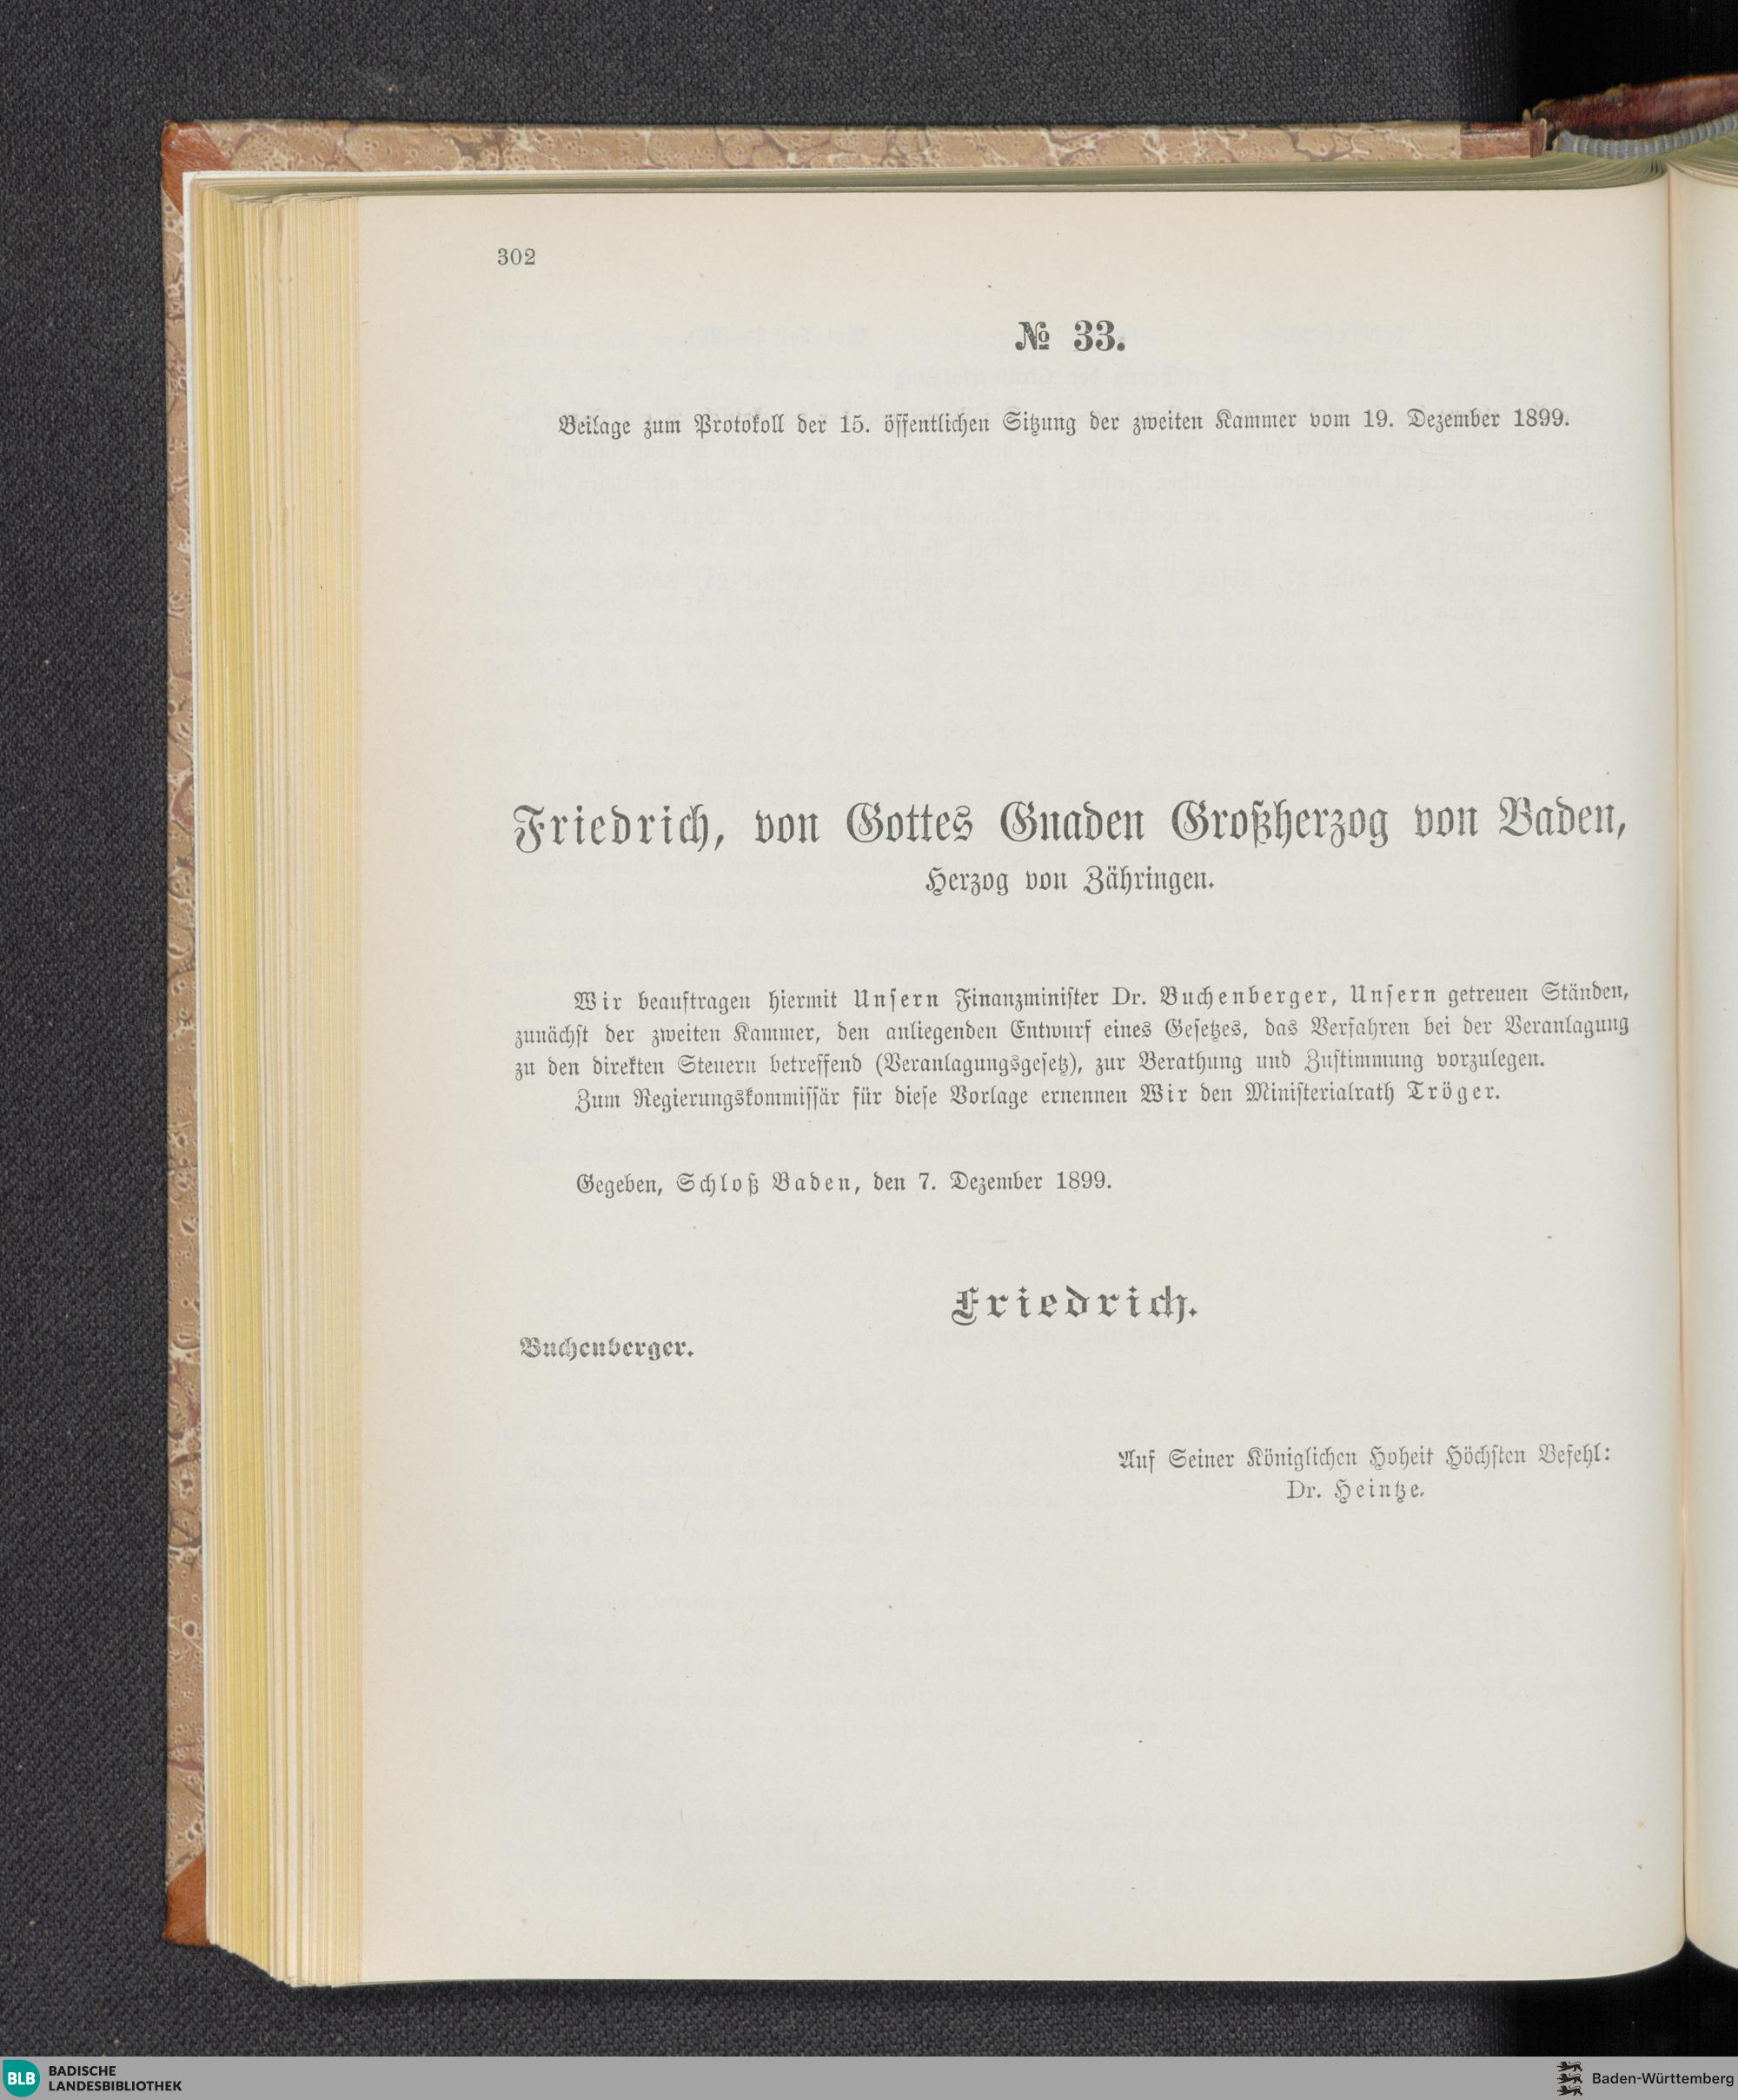 302
№ 33.
Beilage zum Protokoll der 15. öffentlichen Sitzung der zweiten Kammer vom 19. Dezember 1899.
Friedrich, von Gottes Gnaden Großherzog von Baden,
Herzog von Zähringen.
Wir beauftragen hiermit Unsern Finanzminister Dr. Buchenberger, Unsern getreuen Ständen,
zunächst der zweiten Kammer, den anliegenden Entwurf eines Gesetzes, das Verfahren bei der Veranlagung
zu den direkten Steuern betreffend (Veranlagungsgesetz), zur Berathung und Zustimmung vorzulegen.
Zum Regierungskommissär für diese Vorlage ernennen Wir den Ministerialrath Tröger.
Gegeben, Schloß Baden, den 7. Dezember 1899.
Friedrich.
Buchenberger.
Auf Seiner Königlichen Hoheit Höchsten Befehl:
Dr. Heintze.
BLB BADISCHE
LANDESBIBLIOTHEK
Baden-Württemberg